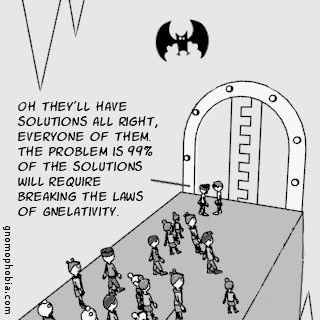 OH THEY'LL HAVE
SOLUTIONS ALL RIGHT,
EVERYONE OF THEM.
THE PROBLEM IS 99%
OF THE SOLUTIONS
WILL REQUIRE
BREAKING THE LAWS
OF GNELATIVITY.
gnomophobia.com